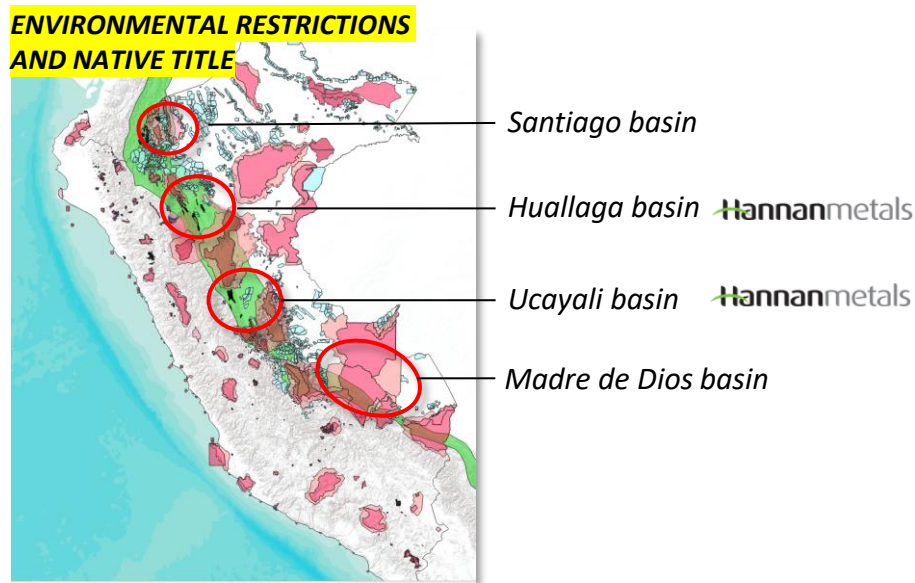 ENVIRONMENTAL RESTRICTIONS
AND NATIVE TITLE
Santiago basin
Huallaga basin Hannanmetals
Ucayali basin Hannanmetals
Madre de Dios basin